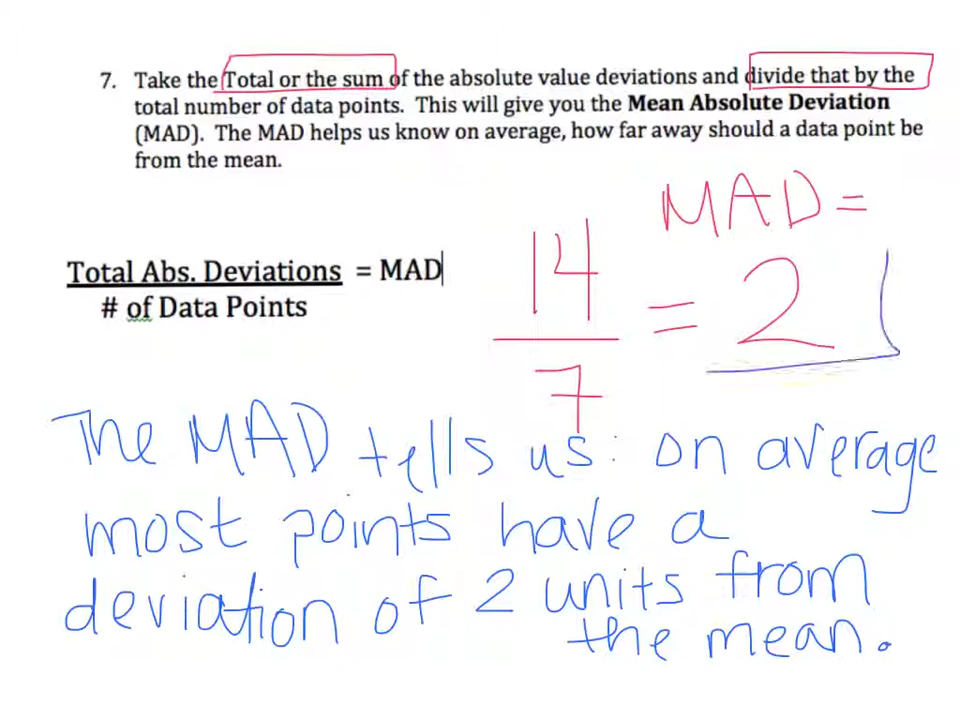 7. Take the Total or the sum of the absolute value deviations and divide that by the
total number of data points. This will give you the Mean Absolute Deviation
(MAD). The MAD helps us know on average, how far away should a data point be
from the mean.
MAD =
Total Abs. Deviations = MAD
# of Data Points
14
= 2
7
The MAD tells us: on average
most points have a
deviation of 2 units from
the mean.